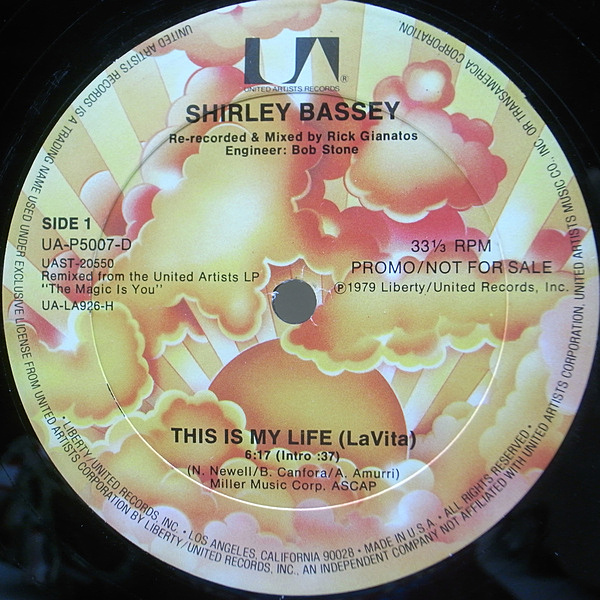 UA
UNITED ARTISTS RECORDS ®
SHIRLEY BASSEY
Re-recorded & Mixed by Rick Gianatos
Engineer: Bob Stone
SIDE 1
UA-P5007-D
UAST-20550
Remixed from the United Artists LP
"The Magic Is You"
UA-LA926-H
33⅓ RPM
PROMO/NOT FOR SALE
℗1979 Liberty/United Records, Inc.
THIS IS MY LIFE (LaVita)
6:17 (Intro :37)
(N. Newell/B. Canfora/A. Amurri)
Miller Music Corp. ASCAP
• LIBERTY/UNITED RECORDS, INC. • LOS ANGELES, CALIFORNIA 90028 • MADE IN U.S.A. • ALL RIGHTS RESERVED •
UNITED ARTISTS RECORDS IS A TRADING NAME USED UNDER EXCLUSIVE LICENSE FROM UNITED ARTISTS CORPORATION BY LIBERTY/UNITED RECORDS, INC., AN INDEPENDENT COMPANY NOT AFFILIATED WITH UNITED ARTISTS CORPORATION, UNITED ARTISTS MUSIC CO., INC. OR TRANSAMERICA CORPORATION.